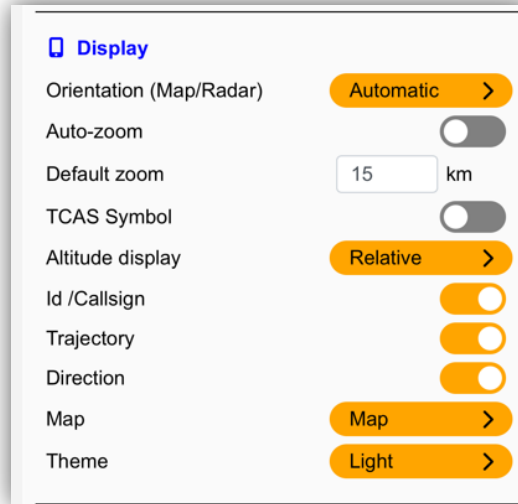 Display
Orientation (Map/Radar) Automatic
Auto-zoom
Default zoom 15 km
TCAS Symbol
Altitude display Relative
Id /Callsign
Trajectory
Direction
Map Map
Theme Light